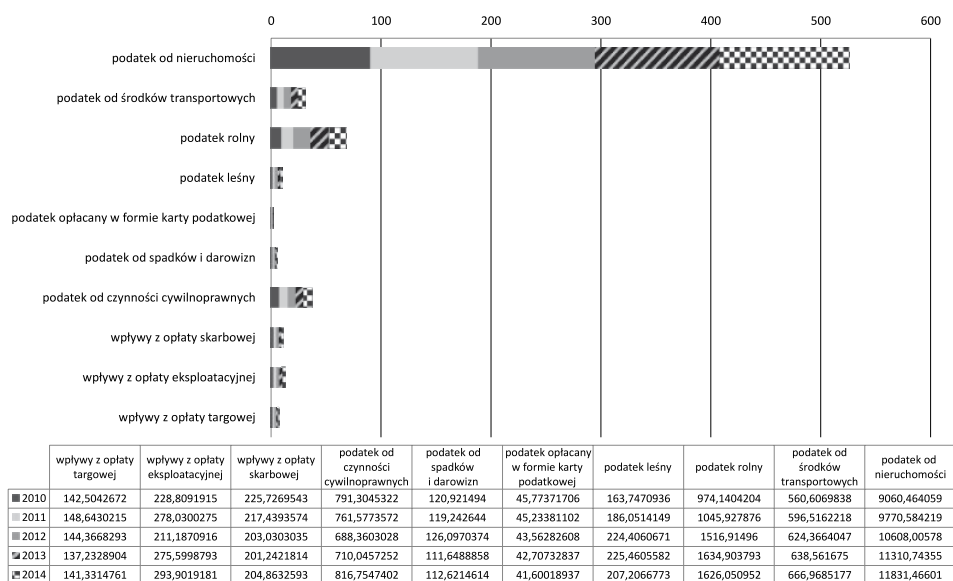 0 100 200 300 400 500 600
podatek od nieruchomości
podatek od środków transportowych
podatek rolny
podatek leśny
podatek opłacany w formie karty podatkowej
podatek od spadków i darowizn
podatek od czynności cywilnoprawnych
wpływy z opłaty skarbowej
wpływy z opłaty eksploatacyjnej
wpływy z opłaty targowej
wpływy z opłaty targowej wpływy z opłaty eksploatacyjnej wpływy z opłaty skarbowej podatek od czynności cywilnoprawnych podatek od spadków i darowizn podatek opłacany w formie karty podatkowej podatek leśny podatek rolny podatek od środków transportowych podatek od nieruchomości
2010 142,5042672 228,8091915 225,7269543 791,3045322 120,921494 45,77371706 163,7470936 974,1404204 560,6069838 9060,464059
2011 148,6430215 278,0300275 217,4393574 761,5773572 119,242644 45,23381102 186,0514149 1045,927876 596,5162218 9770,584219
2012 144,3668293 211,1870916 203,0303035 688,3603028 126,0970374 43,56282608 224,4060671 1516,91496 624,3664047 10608,00578
2013 137,2328904 275,5998793 201,2421814 710,0457252 111,6488858 42,70732837 225,4605582 1634,903793 638,561675 11310,74355
2014 141,3314761 293,9019181 204,8632593 816,7547402 112,6214614 41,60018937 207,2066773 1626,050952 666,9685177 11831,46601